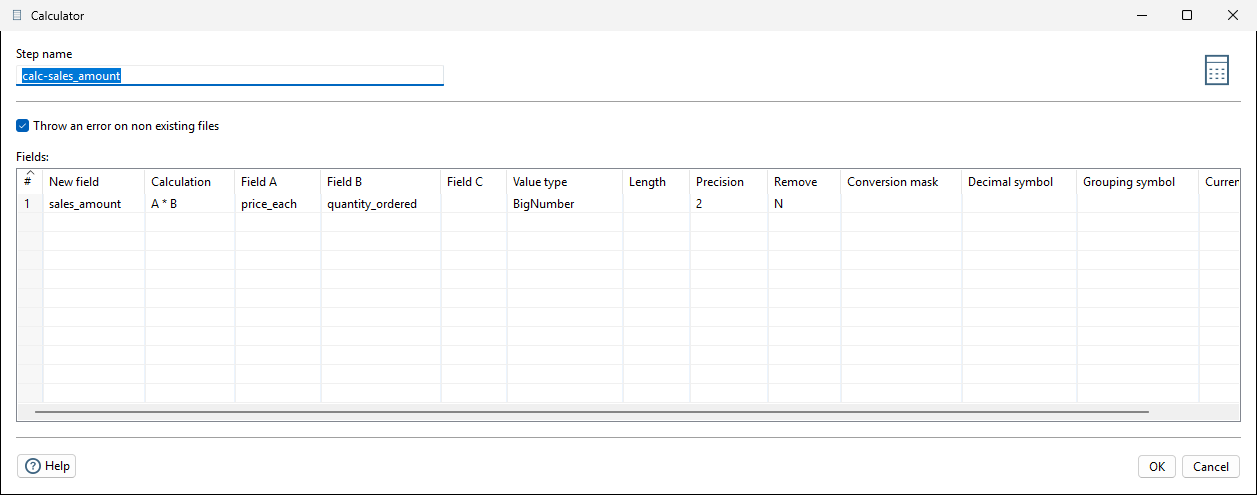 Calculator
Step name
calc-sales_amount
Throw an error on non existing files
Fields:
# New field Calculation Field A Field B Field C Value type Length Precision Remove Conversion mask Decimal symbol Grouping symbol Curren
1 sales_amount A * B price_each quantity_ordered BigNumber 2 N
? Help OK Cancel